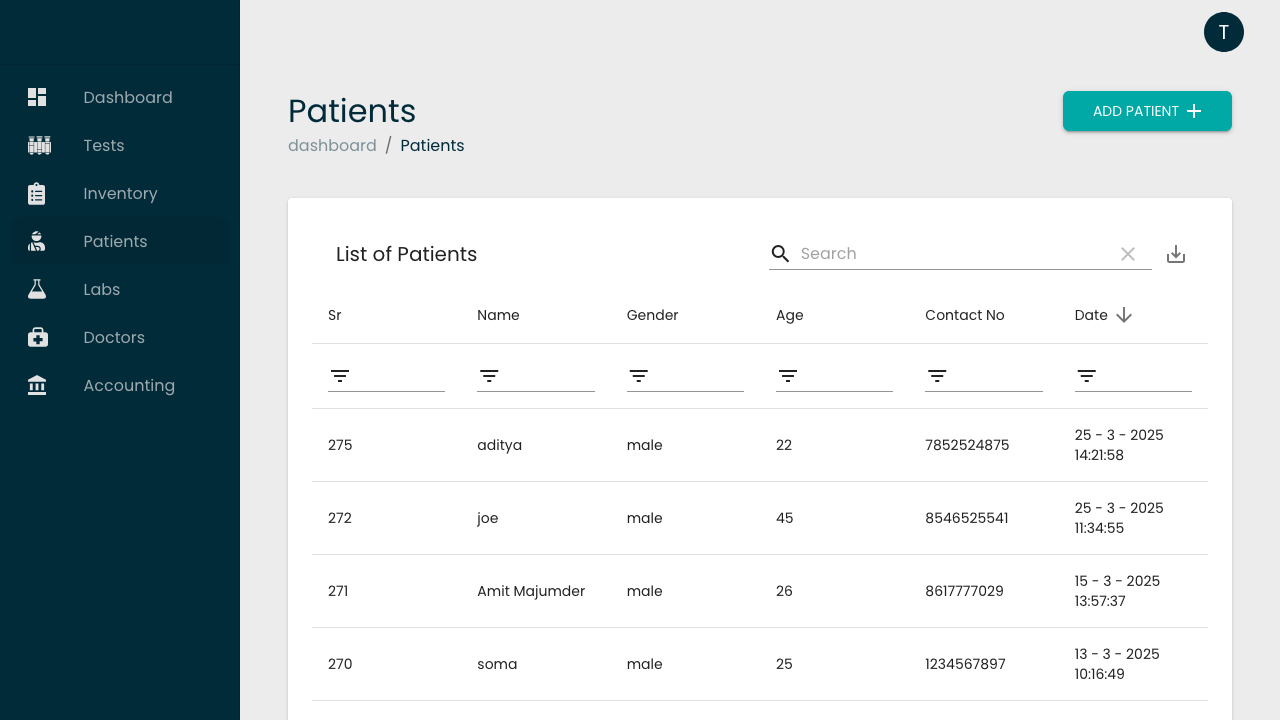 T
Dashboard
Tests
Inventory
Patients
Labs
Doctors
Accounting
Patients
dashboard / Patients
ADD PATIENT
List of Patients
Search
Sr Name Gender Age Contact No Date
275 aditya male 22 7852524875 25 - 3 - 2025
14:21:58
272 joe male 45 8546525541 25 - 3 - 2025
11:34:55
271 Amit Majumder male 26 8617777029 15 - 3 - 2025
13:57:37
270 soma male 25 1234567897 13 - 3 - 2025
10:16:49